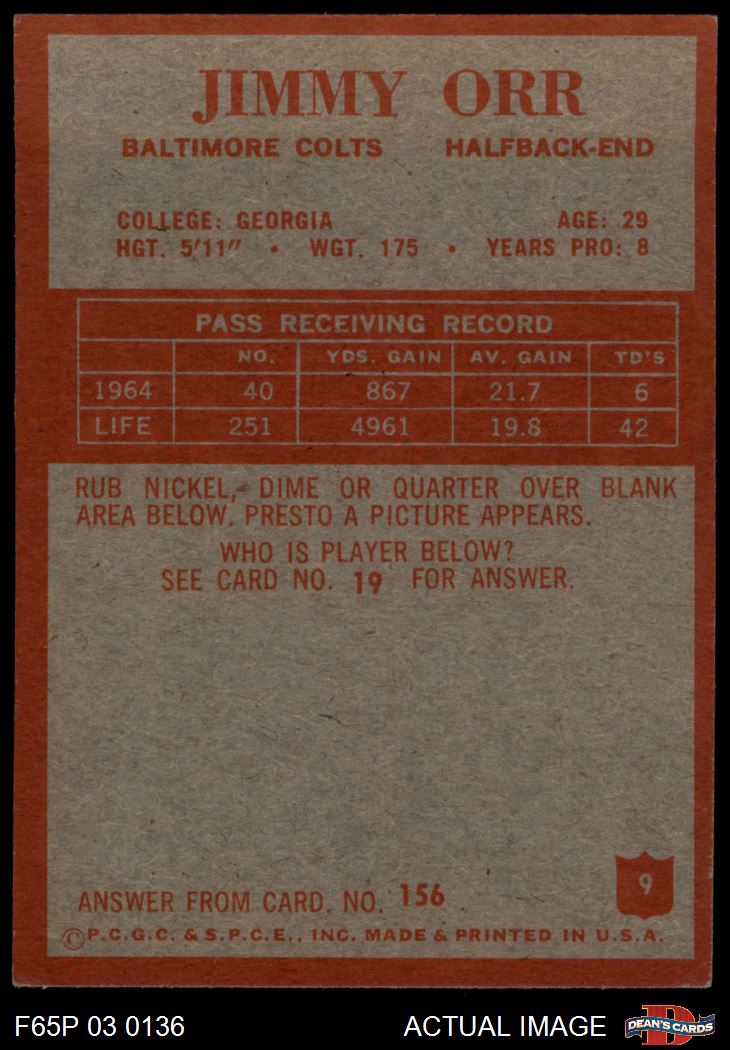 JIMMY ORR
BALTIMORE COLTS HALFBACK-END
COLLEGE: GEORGIA AGE: 29
HGT. 5'11" • WGT. 175 • YEARS PRO: 8
PASS RECEIVING RECORD
NO. YDS. GAIN AV. GAIN TD'S
1964 40 867 21.7 6
LIFE 251 4961 19.8 42
RUB NICKEL, DIME OR QUARTER OVER BLANK
AREA BELOW. PRESTO A PICTURE APPEARS.
WHO IS PLAYER BELOW?
SEE CARD NO. 19 FOR ANSWER.
9
ANSWER FROM CARD. NO. 156
©P.C.G.C. & S.P.C.E., INC. MADE & PRINTED IN U.S.A.
F65P 03 0136 ACTUAL IMAGE D DEAN'S CARDS